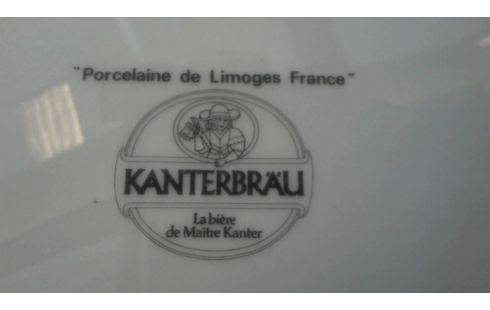 "Porcelaine de Limoges France"
KANTERBRÄU
La bière
de Maître Kanter